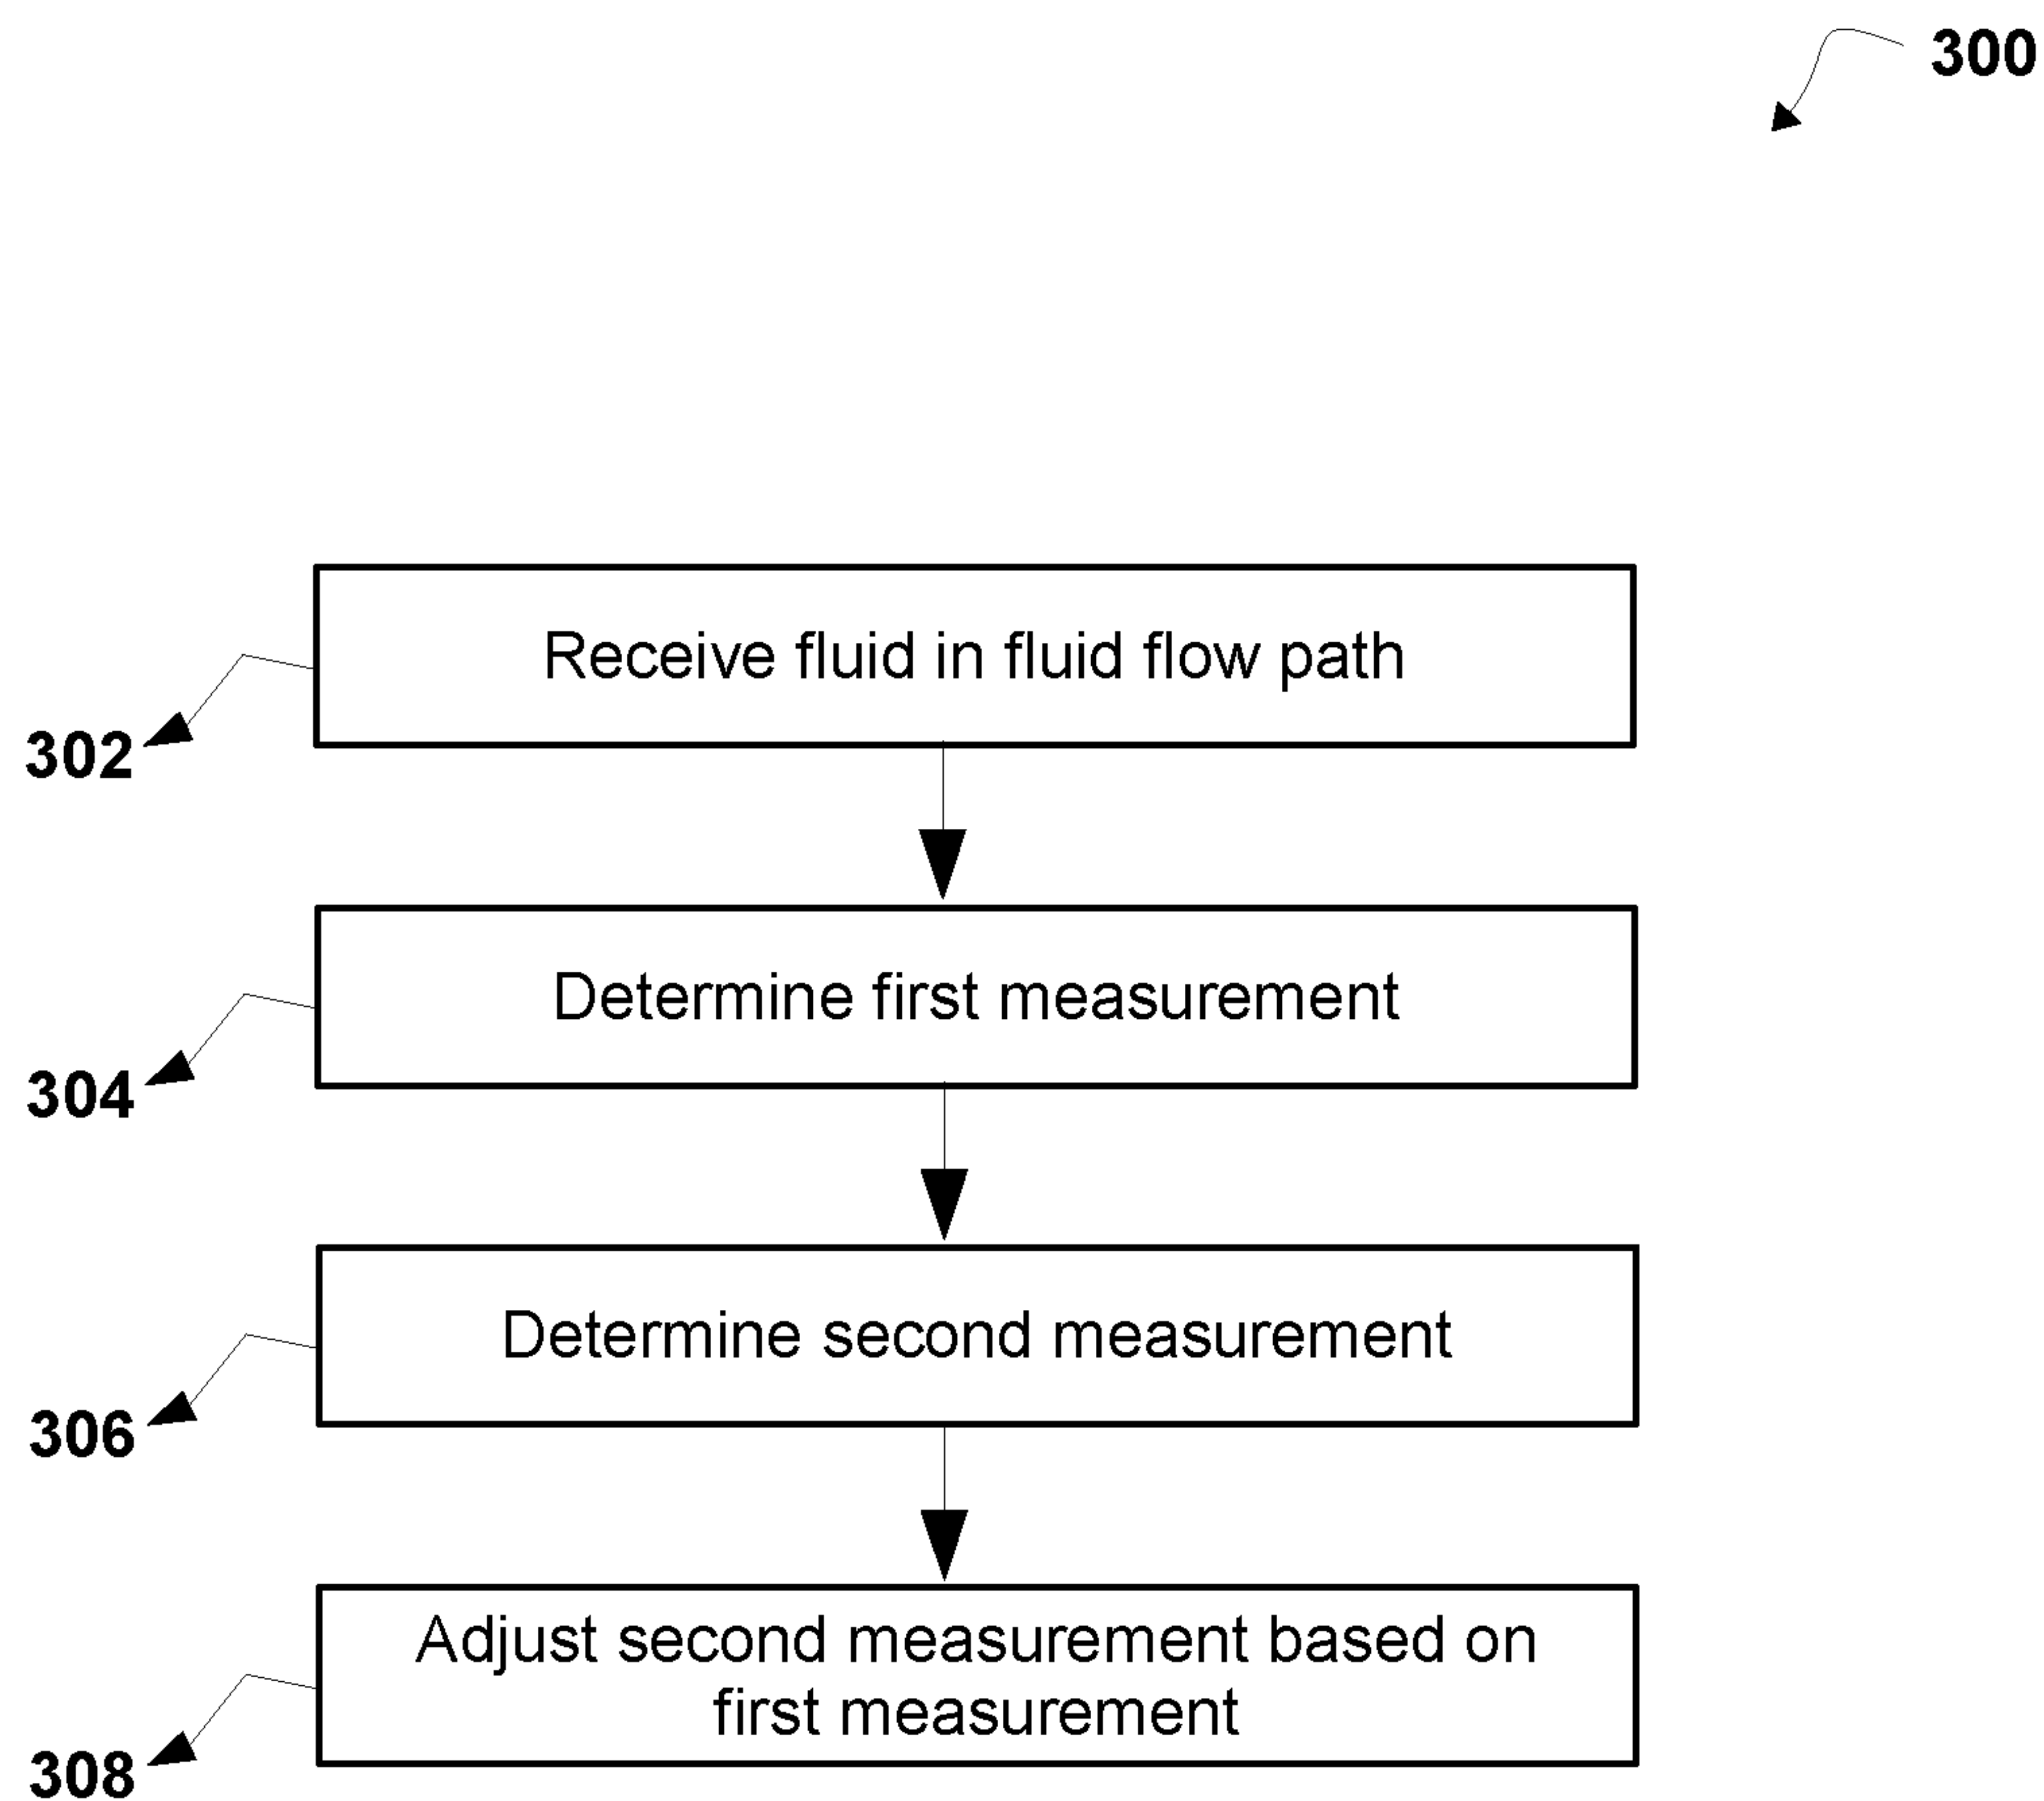 300
Receive fluid in fluid flow path
302
Determine first measurement
304
Determine second measurement
306
Adjust second measurement based on
first measurement
308